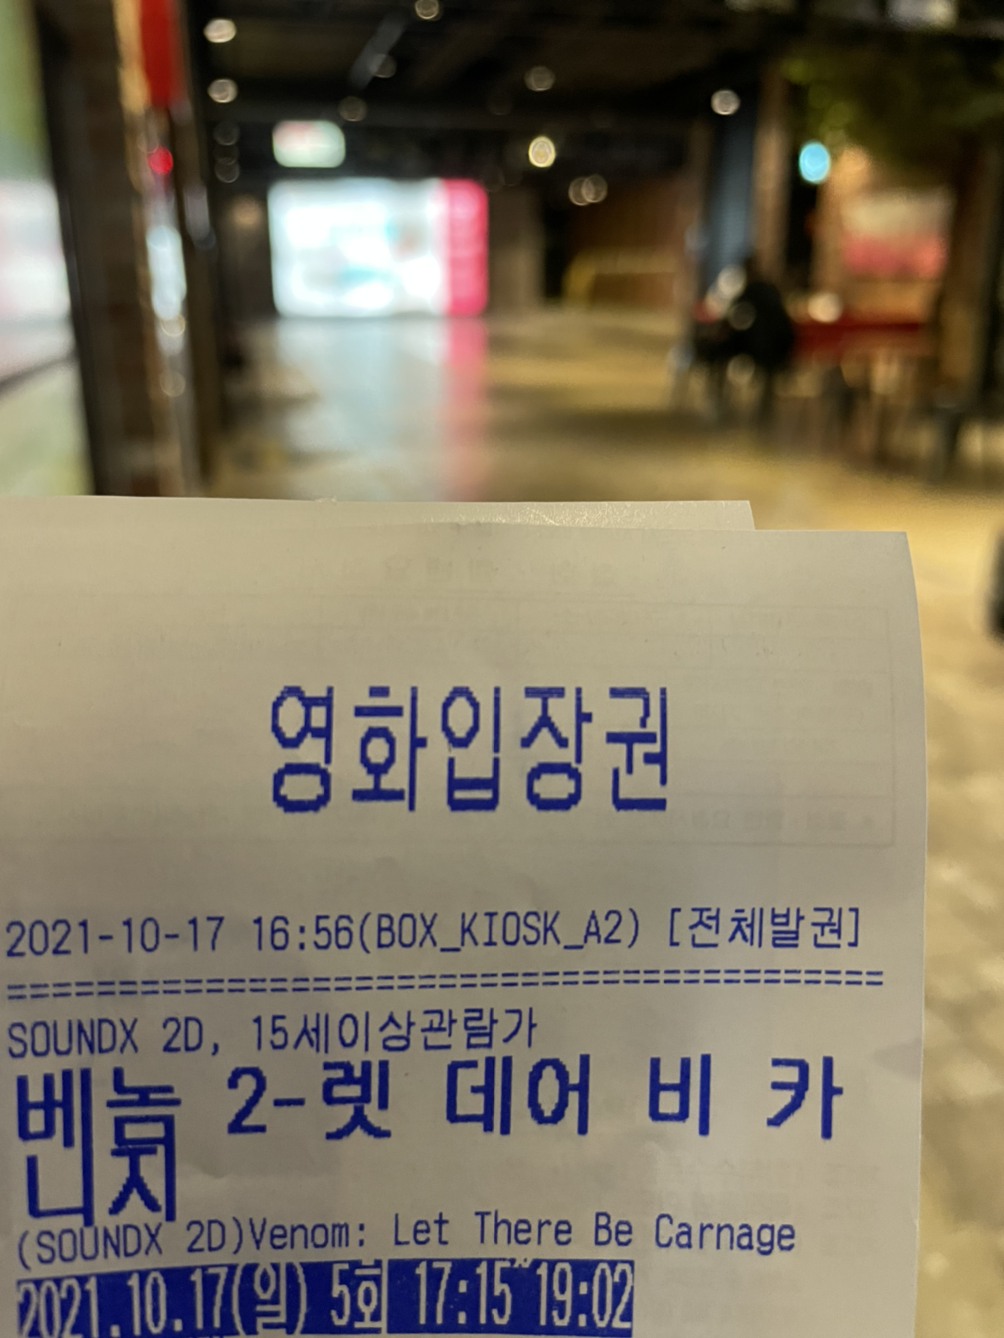 영화입장권
2021-10-17 16:56(BOX_KIOSK_A2) [전체발권]
================================================
SOUNDX 2D, 15세이상관람가
베놈 2-렛 데어 비 카
니지
(SOUNDX 2D)Venom: Let There Be Carnage
2021.10.17(일) 5회 17:15~19:02